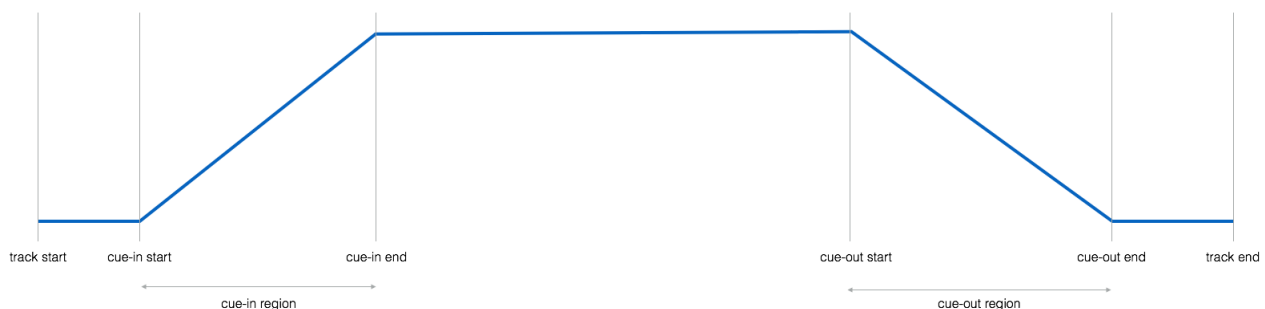 track start
cue-in start
cue-in end
cue-out start
cue-out end
track end
cue-in region
cue-out region